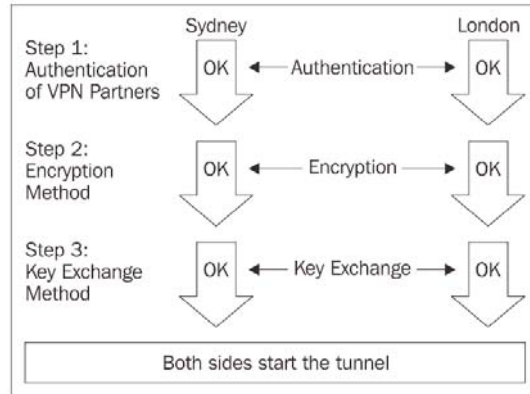 Sydney
London
Step 1:
Authentication
of VPN Partners
OK
Authentication
OK
Step 2:
Encryption
Method
OK
Encryption
OK
Step 3:
Key Exchange
Method
OK
Key Exchange
OK
Both sides start the tunnel